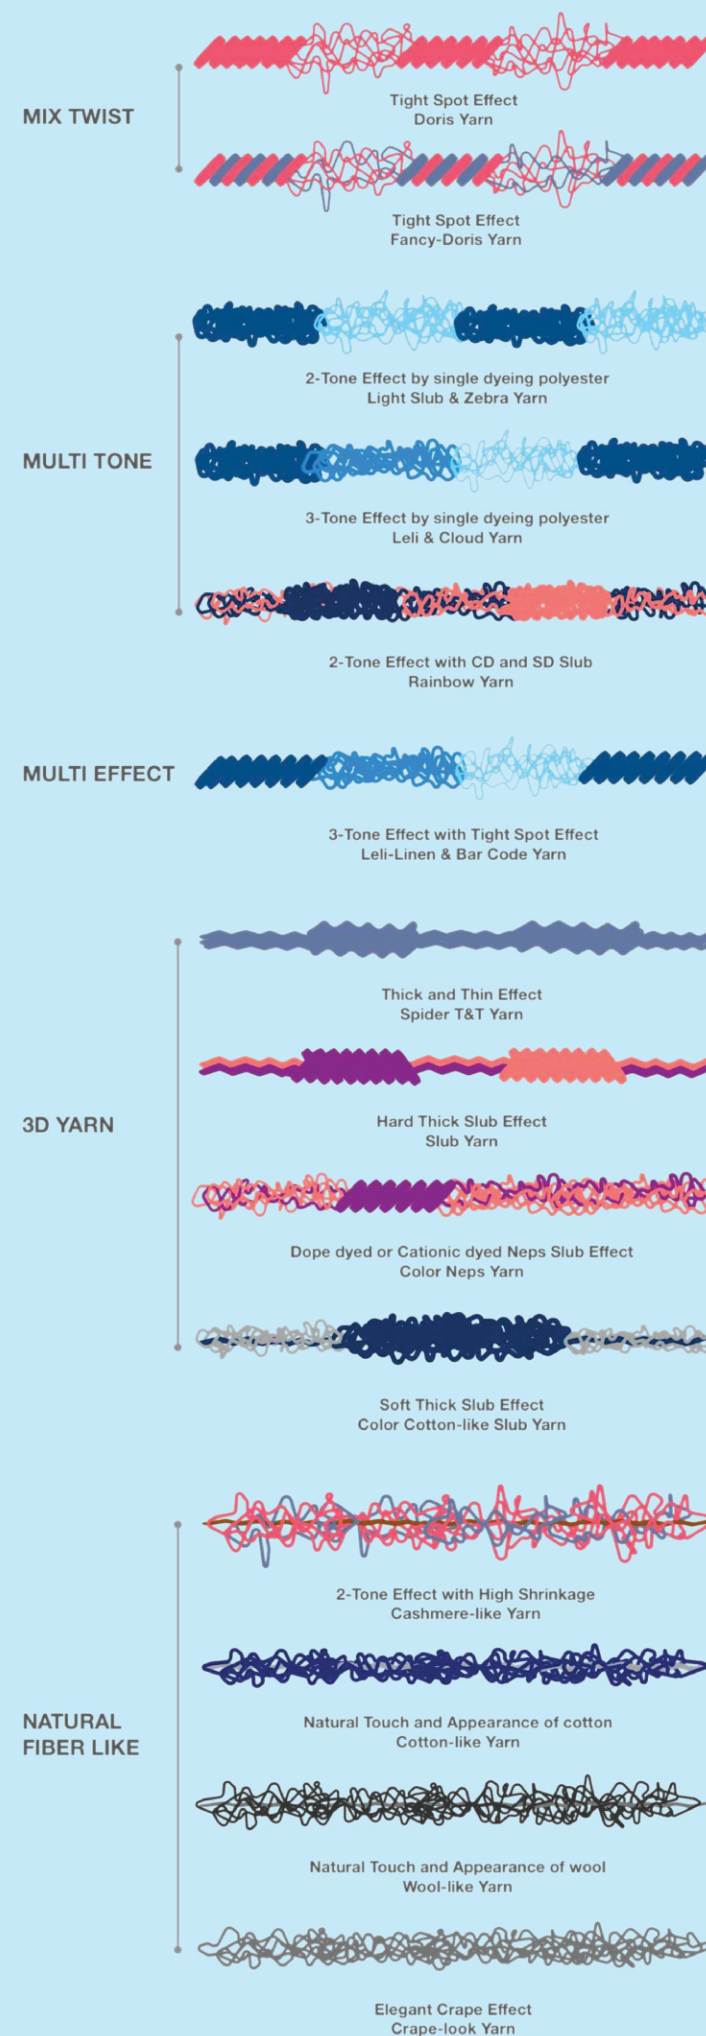 MIX TWIST
Tight Spot Effect
Doris Yarn
Tight Spot Effect
Fancy-Doris Yarn
MULTI TONE
2-Tone Effect by single dyeing polyester
Light Slub & Zebra Yarn
3-Tone Effect by single dyeing polyester
Leli & Cloud Yarn
2-Tone Effect with CD and SD Slub
Rainbow Yarn
MULTI EFFECT
3-Tone Effect with Tight Spot Effect
Leli-Linen & Bar Code Yarn
3D YARN
Thick and Thin Effect
Spider T&T Yarn
Hard Thick Slub Effect
Slub Yarn
Dope dyed or Cationic dyed Neps Slub Effect
Color Neps Yarn
Soft Thick Slub Effect
Color Cotton-like Slub Yarn
NATURAL
FIBER LIKE
2-Tone Effect with High Shrinkage
Cashmere-like Yarn
Natural Touch and Appearance of cotton
Cotton-like Yarn
Natural Touch and Appearance of wool
Wool-like Yarn
Elegant Crape Effect
Crape-look Yarn